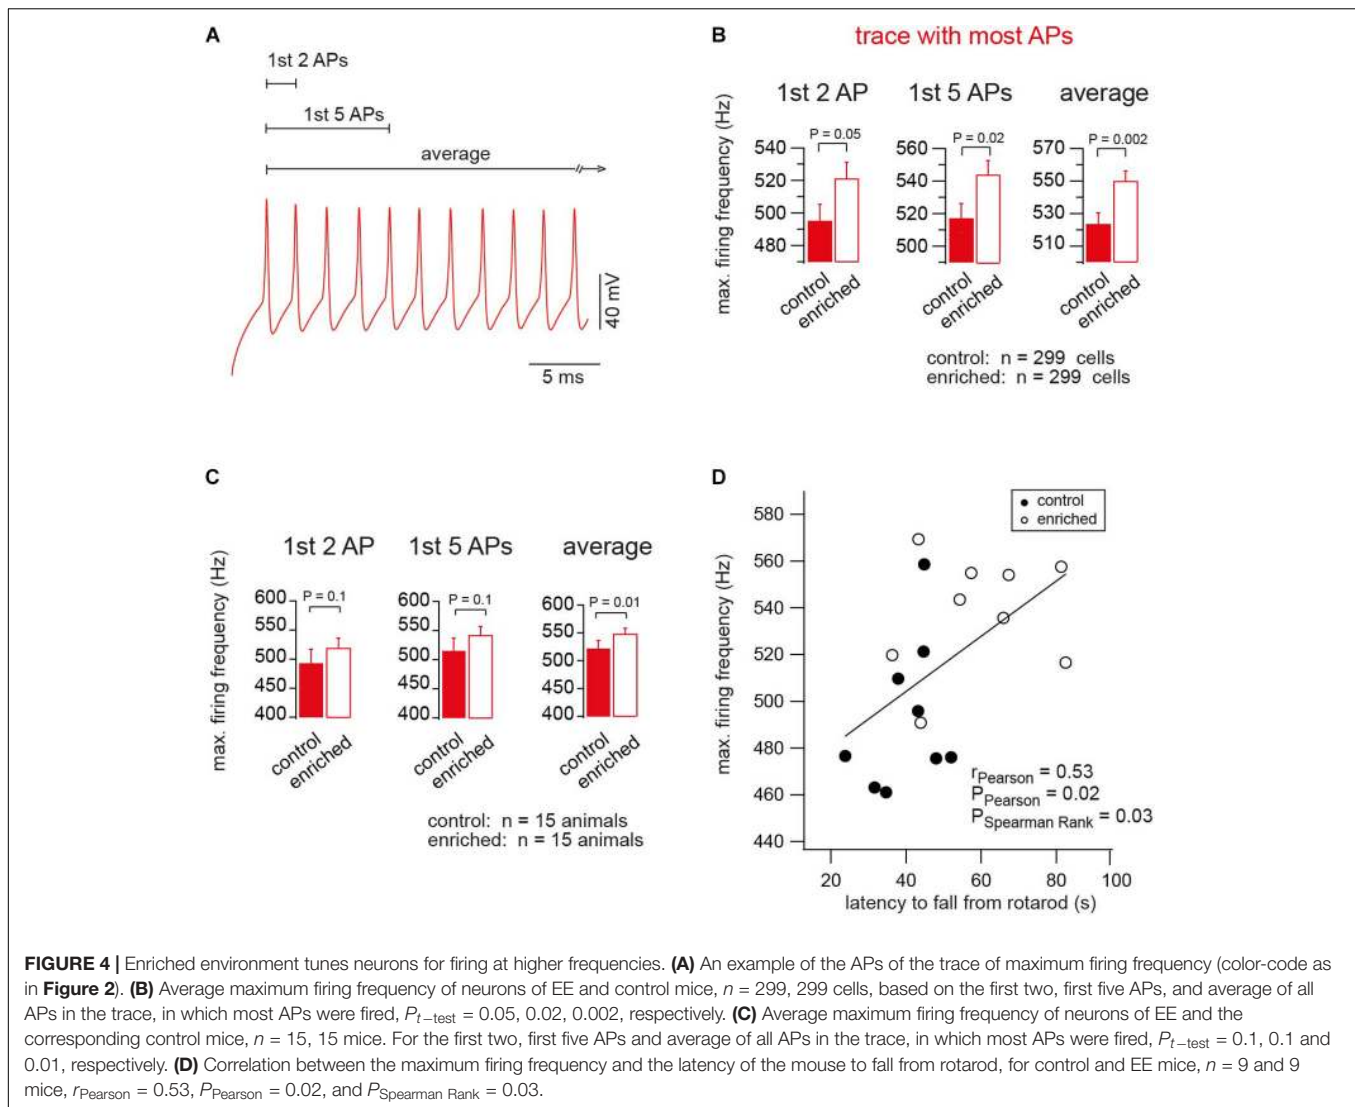 A
1st 2 APs
1st 5 APs
average
40 mV
5 ms
B
trace with most APs
max. firing frequency (Hz)
1st 2 AP
1st 5 APs
average
P = 0.05
P = 0.02
P = 0.002
540
520
500
480
560
540
520
500
570
550
530
510
control
enriched
control
enriched
control
enriched
control: n = 299 cells
enriched: n = 299 cells
C
max. firing frequency (Hz)
1st 2 AP
1st 5 APs
average
P = 0.1
P = 0.1
P = 0.01
600
550
500
450
400
600
550
500
450
400
600
550
500
450
400
control
enriched
control
enriched
control
enriched
control: n = 15 animals
enriched: n = 15 animals
D
control
enriched
max. firing frequency (Hz)
580
560
540
520
500
480
460
440
rPearson = 0.53
PPearson = 0.02
PSpearman Rank = 0.03
20 40 60 80 100
latency to fall from rotarod (s)
FIGURE 4 | Enriched environment tunes neurons for firing at higher frequencies. (A) An example of the APs of the trace of maximum firing frequency (color-code as
in Figure 2). (B) Average maximum firing frequency of neurons of EE and control mice, n = 299, 299 cells, based on the first two, first five APs, and average of all
APs in the trace, in which most APs were fired, Pt−test = 0.05, 0.02, 0.002, respectively. (C) Average maximum firing frequency of neurons of EE and the
corresponding control mice, n = 15, 15 mice. For the first two, first five APs and average of all APs in the trace, in which most APs were fired, Pt−test = 0.1, 0.1 and
0.01, respectively. (D) Correlation between the maximum firing frequency and the latency of the mouse to fall from rotarod, for control and EE mice, n = 9 and 9
mice, rPearson = 0.53, PPearson = 0.02, and PSpearman Rank = 0.03.